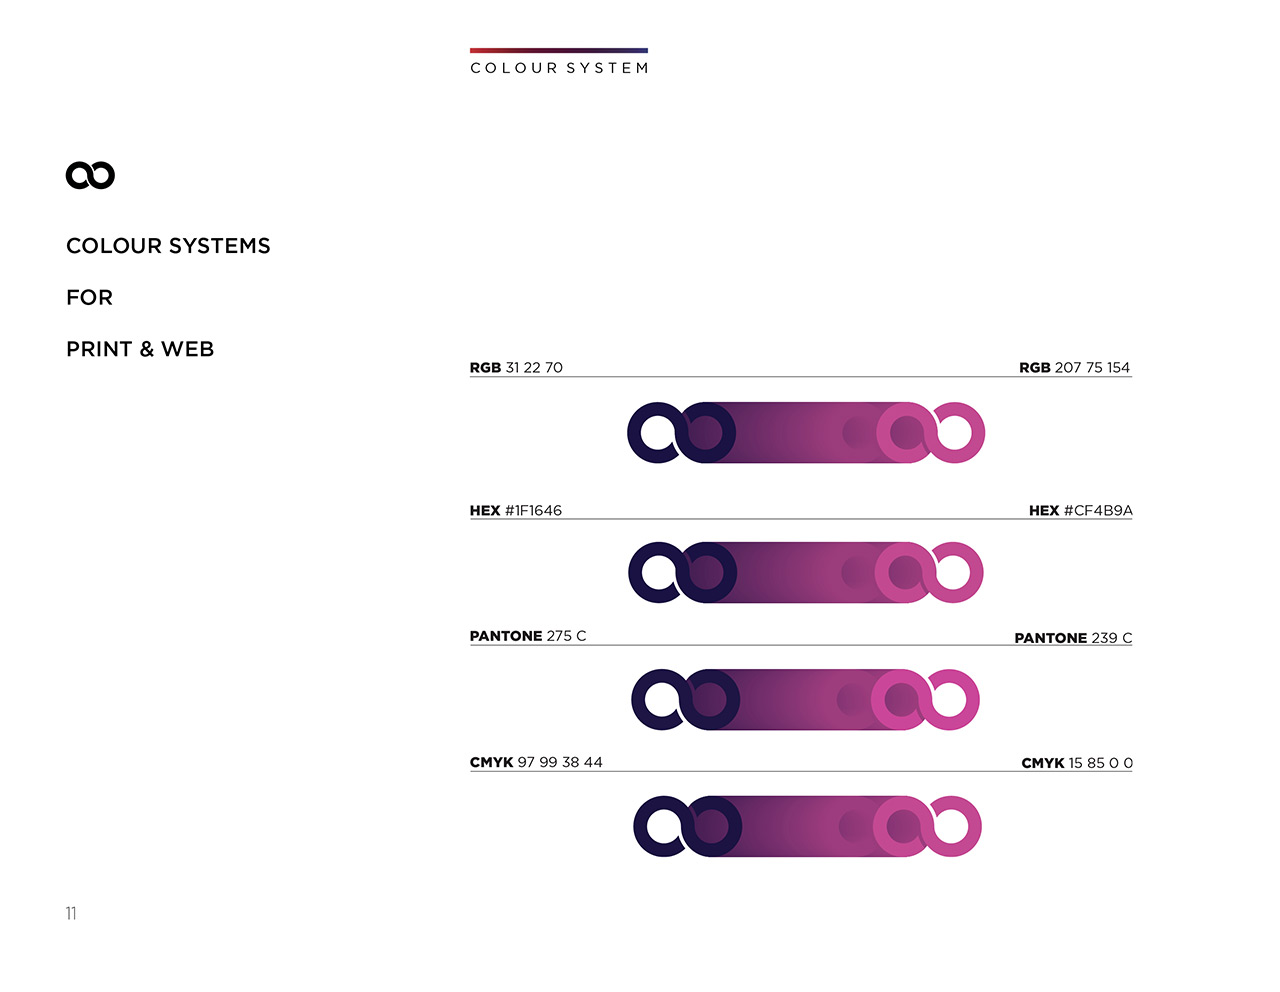 COLOUR SYSTEM
COLOUR SYSTEMS
FOR
PRINT & WEB
RGB 31 22 70
RGB 207 75 154
HEX #1F1646
HEX #CF4B9A
PANTONE 275 C
PANTONE 239 C
CMYK 97 99 38 44
CMYK 15 85 0 0
11